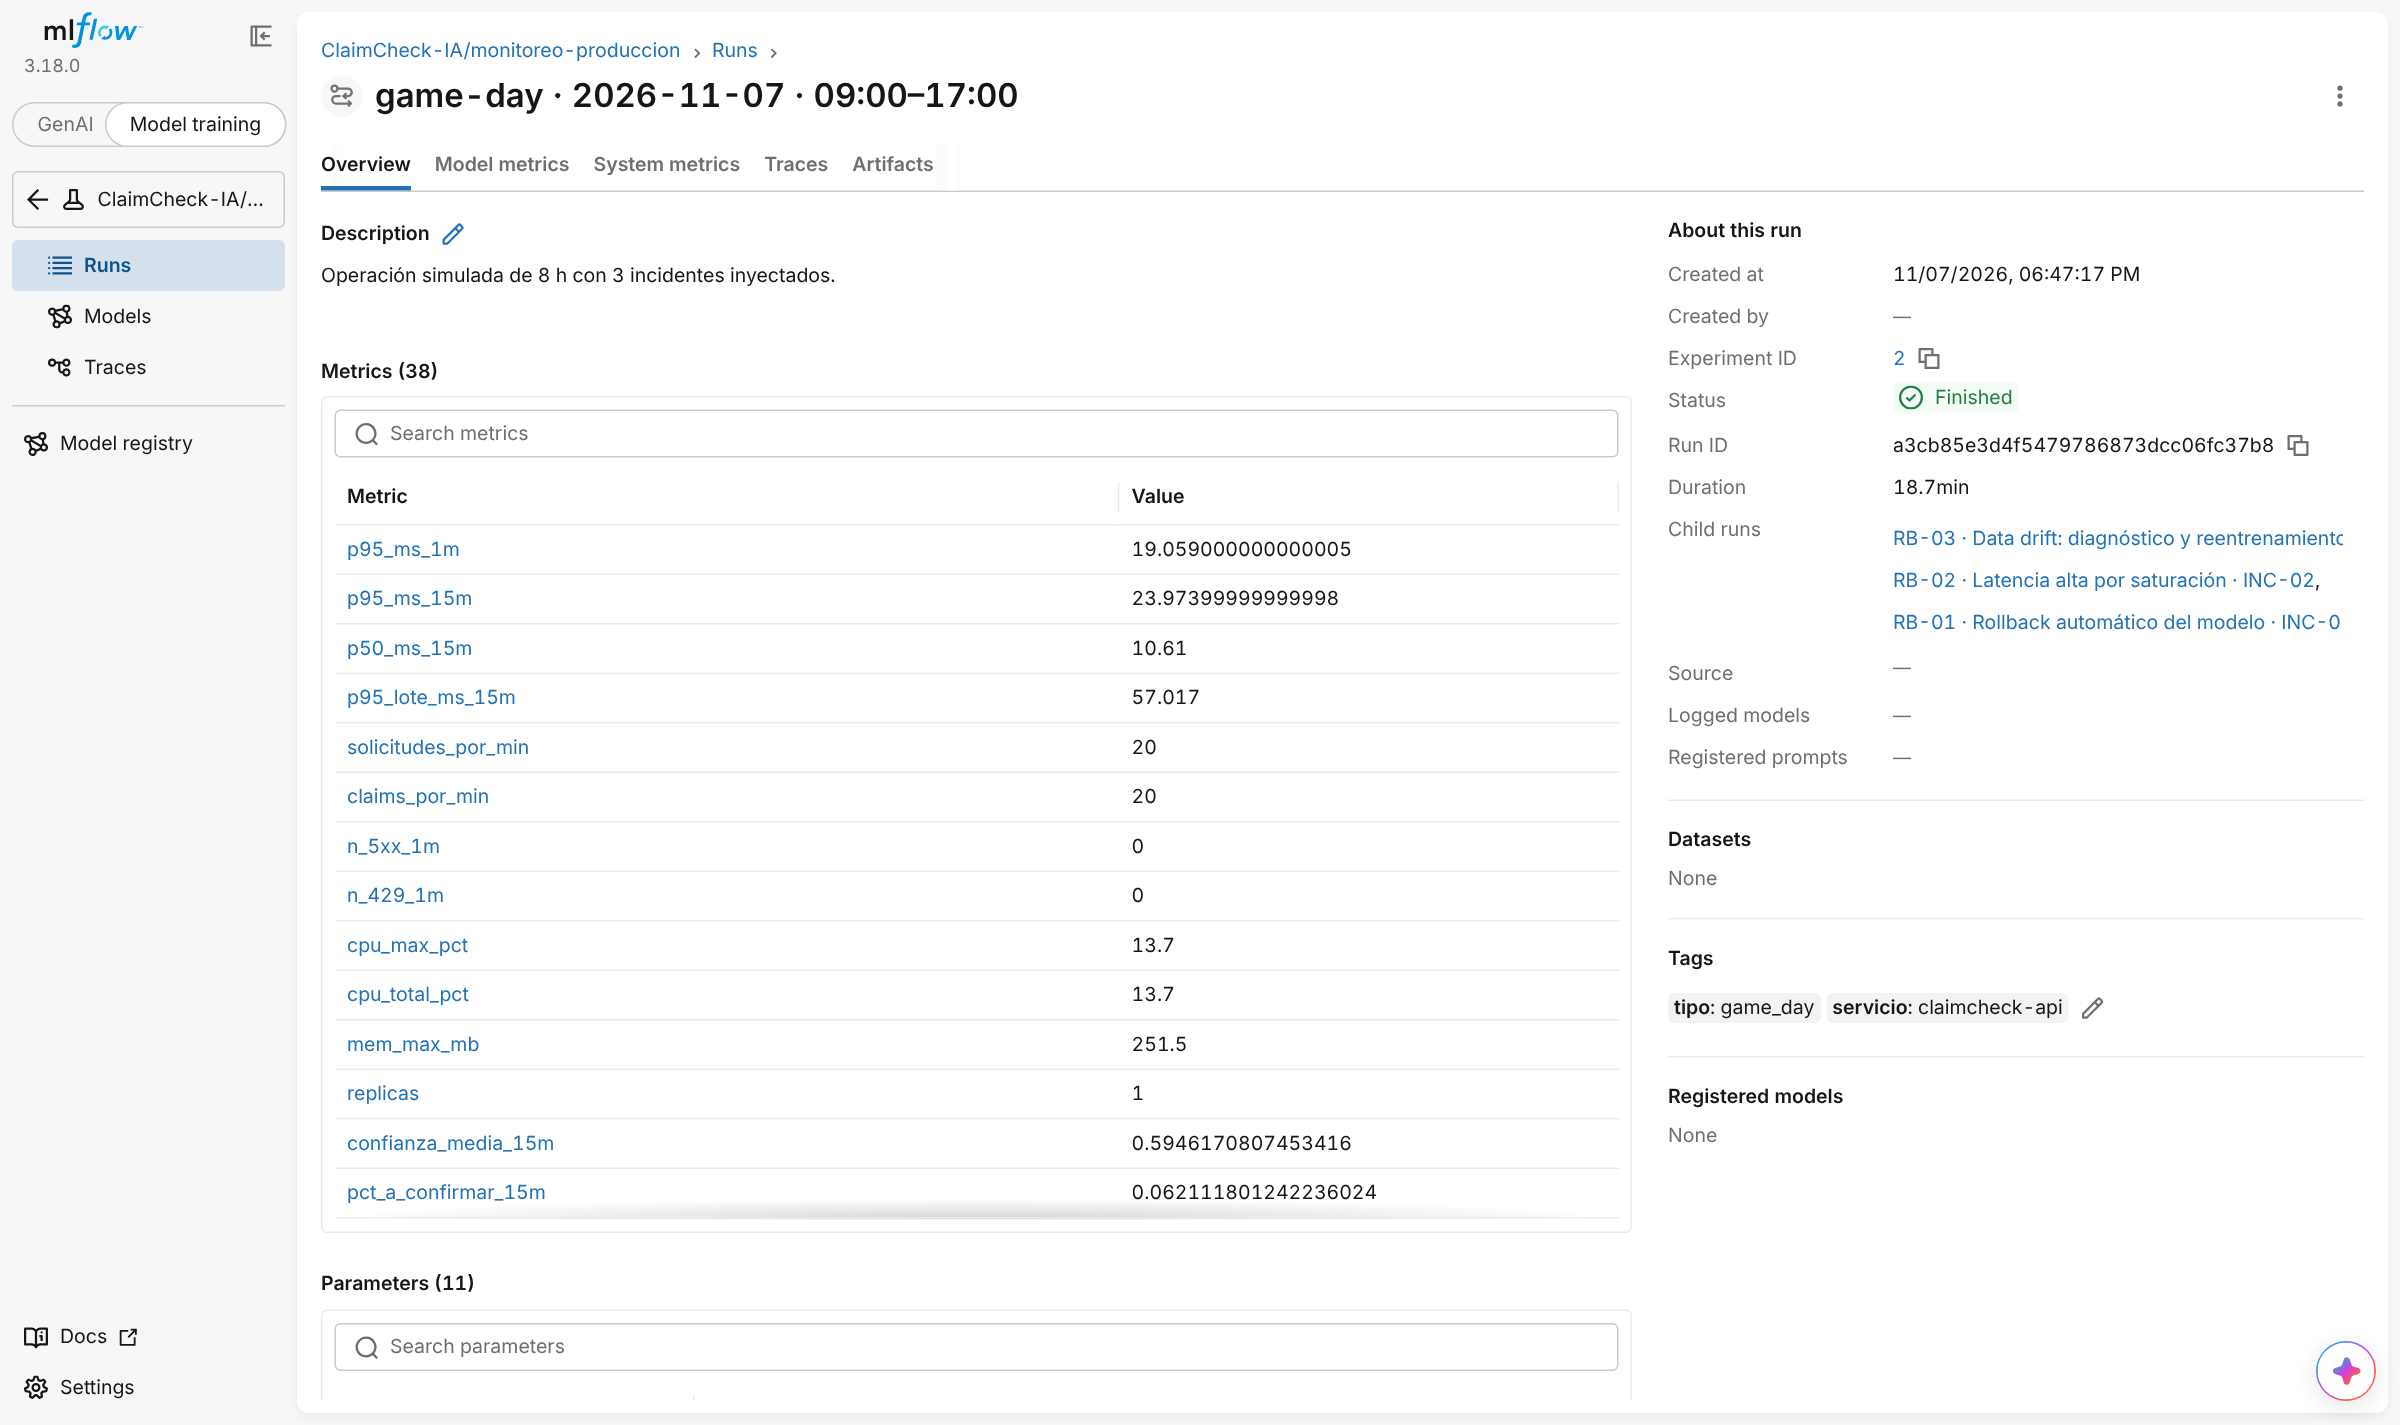 mlflow
3.18.0
GenAI
Model training
ClaimCheck-IA/...
Runs
Models
Traces
Model registry
Docs
Settings
ClaimCheck-IA/monitoreo-produccion › Runs ›
game-day · 2026-11-07 · 09:00–17:00
Overview Model metrics System metrics Traces Artifacts
Description
Operación simulada de 8 h con 3 incidentes inyectados.
Metrics (38)
Search metrics
Metric Value
p95_ms_1m 19.059000000000005
p95_ms_15m 23.97399999999998
p50_ms_15m 10.61
p95_lote_ms_15m 57.017
solicitudes_por_min 20
claims_por_min 20
n_5xx_1m 0
n_429_1m 0
cpu_max_pct 13.7
cpu_total_pct 13.7
mem_max_mb 251.5
replicas 1
confianza_media_15m 0.5946170807453416
pct_a_confirmar_15m 0.062111801242236024
Parameters (11)
Search parameters
About this run
Created at 11/07/2026, 06:47:17 PM
Created by —
Experiment ID 2
Status Finished
Run ID a3cb85e3d4f5479786873dcc06fc37b8
Duration 18.7min
Child runs RB-03 · Data drift: diagnóstico y reentrenamiento
RB-02 · Latencia alta por saturación · INC-02,
RB-01 · Rollback automático del modelo · INC-0
Source —
Logged models —
Registered prompts —
Datasets
None
Tags
tipo: game_day servicio: claimcheck-api
Registered models
None